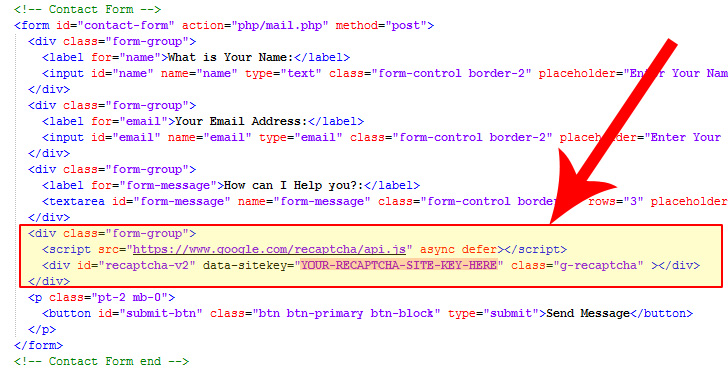 <!-- Contact Form -->
<form id="contact-form" action="php/mail.php" method="post">
<div class="form-group">
<label for="name">What is Your Name:</label>
<input id="name" name="name" type="text" class="form-control border-2" placeholder="Enter Your Nam
</div>
<div class="form-group">
<label for="email">Your Email Address:</label>
<input id="email" name="email" type="email" class="form-control border-2" placeholder="Enter Your
</div>
<div class="form-group">
<label for="form-message">How can I Help you?:</label>
<textarea id="form-message" name="form-message" class="form-control border- rows="3" placeholder
</div>
<div class="form-group">
<script src="https://www.google.com/recaptcha/api.js" async defer></script>
<div id="recaptcha-v2" data-sitekey="YOUR-RECAPTCHA-SITE-KEY-HERE" class="g-recaptcha" ></div>
</div>
<p class="pt-2 mb-0">
<button id="submit-btn" class="btn btn-primary btn-block" type="submit">Send Message</button>
</p>
</form>
<!-- Contact Form end -->